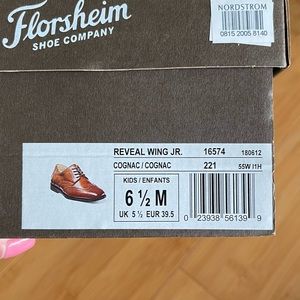 Florsheim
SHOE COMPANY
NORDSTROM
0815 2005 8140
REVEAL WING JR. 16574 180612
COGNAC / COGNAC 221 55W I1H
KIDS / ENFANTS
6 ½ M
UK 5 ½ EUR 39.5
0 23938 56139 9